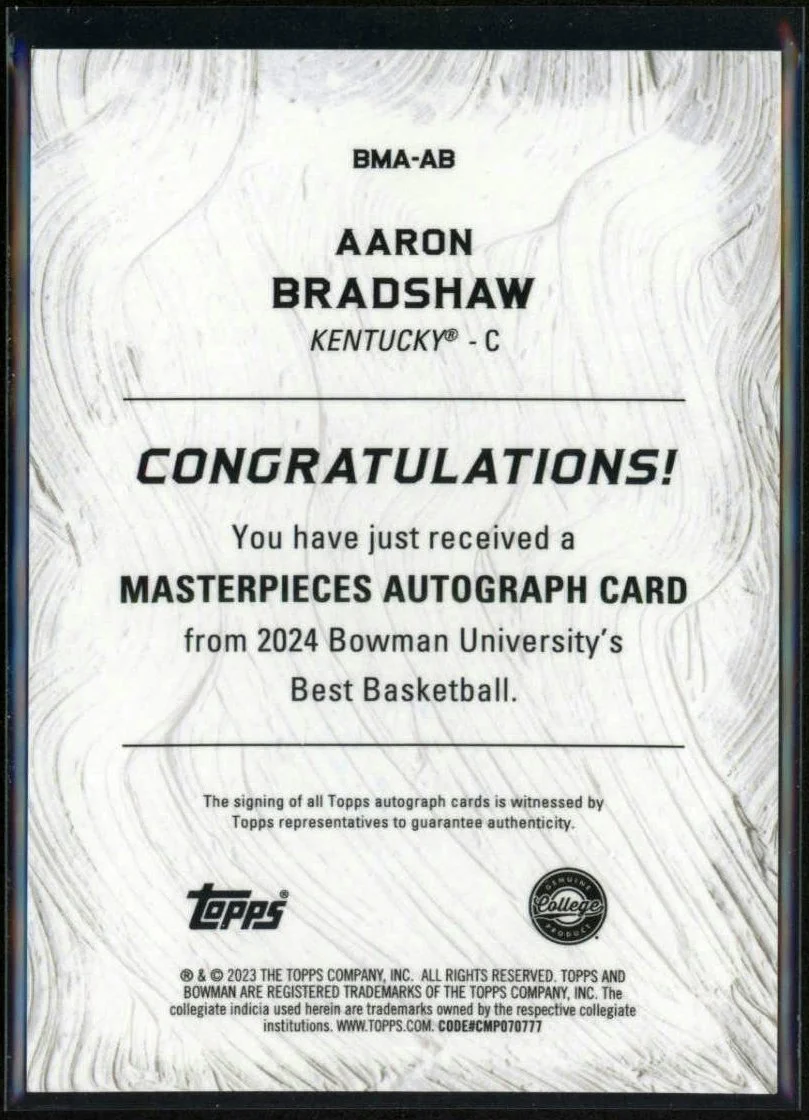 BMA-AB
AARON
BRADSHAW
KENTUCKY® - C
CONGRATULATIONS!
You have just received a
MASTERPIECES AUTOGRAPH CARD
from 2024 Bowman University's
Best Basketball.
The signing of all Topps autograph cards is witnessed by
Topps representatives to guarantee authenticity.
topps®
GENUINE
College
PRODUCT
® & © 2023 THE TOPPS COMPANY, INC. ALL RIGHTS RESERVED. TOPPS AND
BOWMAN ARE REGISTERED TRADEMARKS OF THE TOPPS COMPANY, INC. The
collegiate indicia used herein are trademarks owned by the respective collegiate
institutions. WWW.TOPPS.COM. CODE#CMP070777